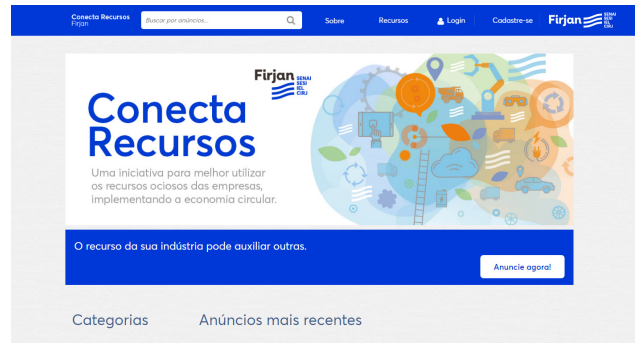 Conecta Recursos
Firjan
Buscar por anúncios...
Sobre
Recursos
Login
Cadastre-se
Firjan SENAI
SESI
IEL
CIRJ
Firjan SENAI
SESI
IEL
CIRJ
Conecta
Recursos
Uma iniciativa para melhor utilizar
os recursos ociosos das empresas,
implementando a economia circular.
O recurso da sua indústria pode auxiliar outras.
Anuncie agora!
Categorias
Anúncios mais recentes